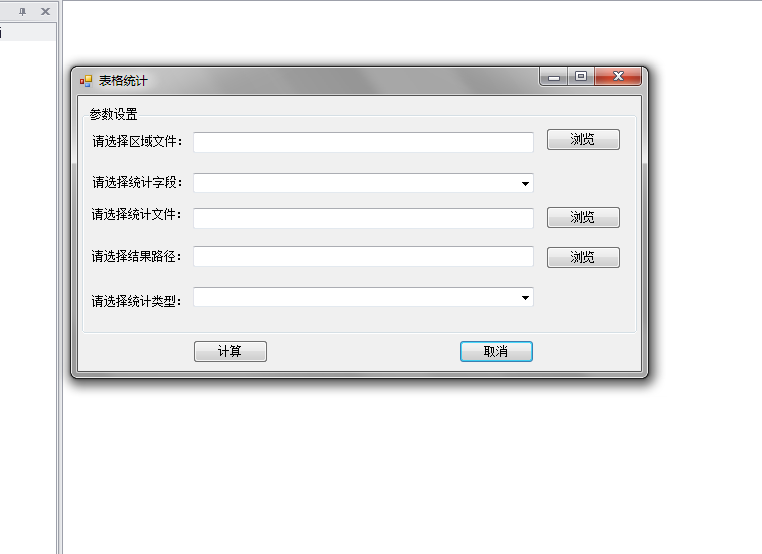 表格统计
参数设置
请选择区域文件：
浏览
请选择统计字段：
请选择统计文件：
浏览
请选择结果路径：
浏览
请选择统计类型：
计算
取消